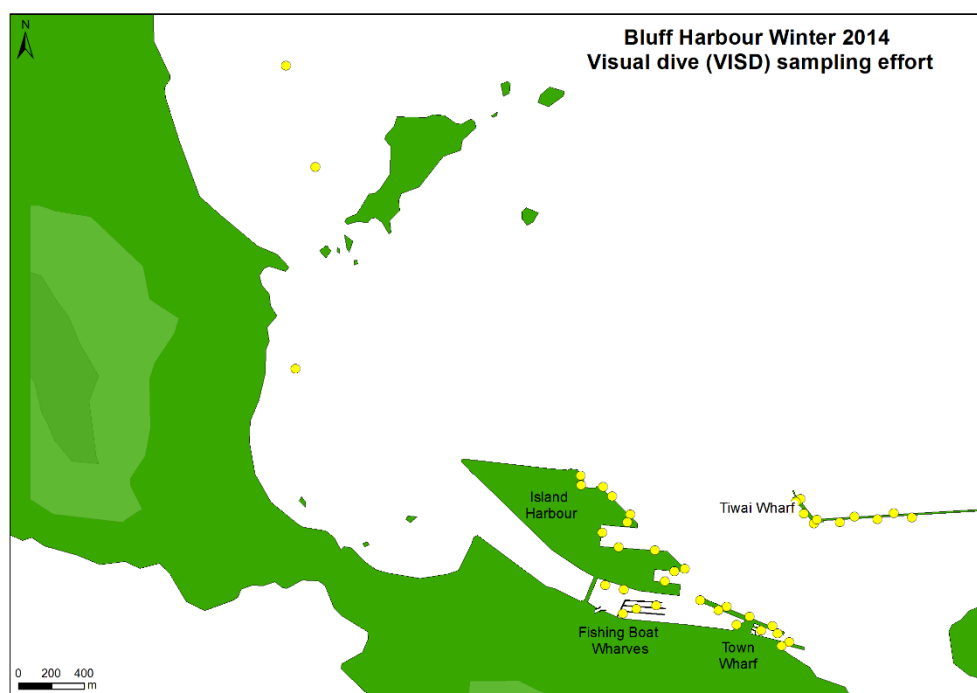 N
Bluff Harbour Winter 2014
Visual dive (VISD) sampling effort
Island
Harbour
Tiwai Wharf
Fishing Boat
Wharves
Town
Wharf
0 200 400
m